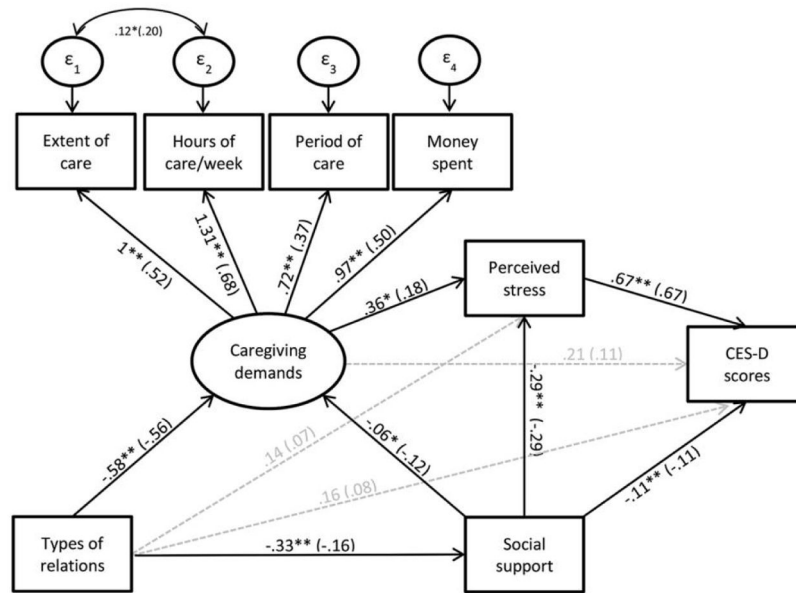 .12*(.20)
ε1
ε2
ε3
ε4
Extent of
care
Hours of
care/week
Period of
care
Money
spent
1** (.52)
1.31** (.68)
.72** (.37)
.97** (.50)
Perceived
stress
.36* (.18)
.67** (.67)
Caregiving
demands
.21 (.11)
CES-D
scores
-.29**
(-.29)
-.58** (-.56)
.14 (.07)
-.06* (-.12)
.16 (.08)
-.11** (-.11)
Types of
relations
-.33** (-.16)
Social
support